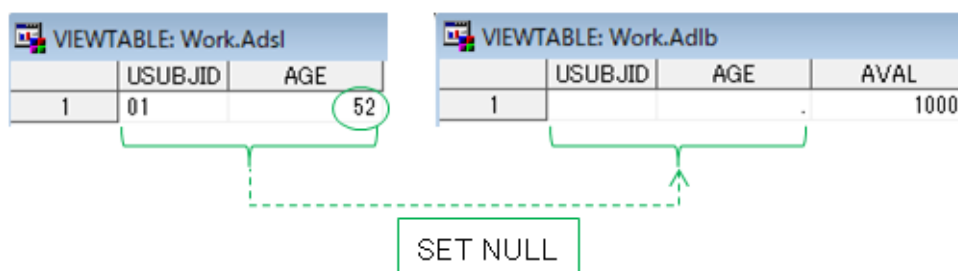 VIEWTABLE: Work.Adsl
USUBJID AGE
1 01 52
VIEWTABLE: Work.Adlb
USUBJID AGE AVAL
1 . 1000
SET NULL